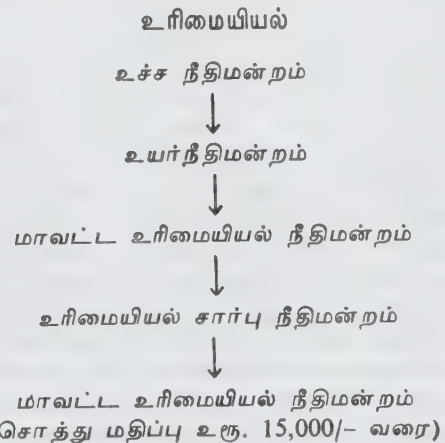 உரிமையியல்
உச்ச நீதிமன்றம்
உயர்நீதிமன்றம்
மாவட்ட உரிமையியல் நீதிமன்றம்
உரிமையியல் சார்பு நீதிமன்றம்
மாவட்ட உரிமையியல் நீதிமன்றம்
சொத்து மதிப்பு உரூ. 15,000/- வரை)